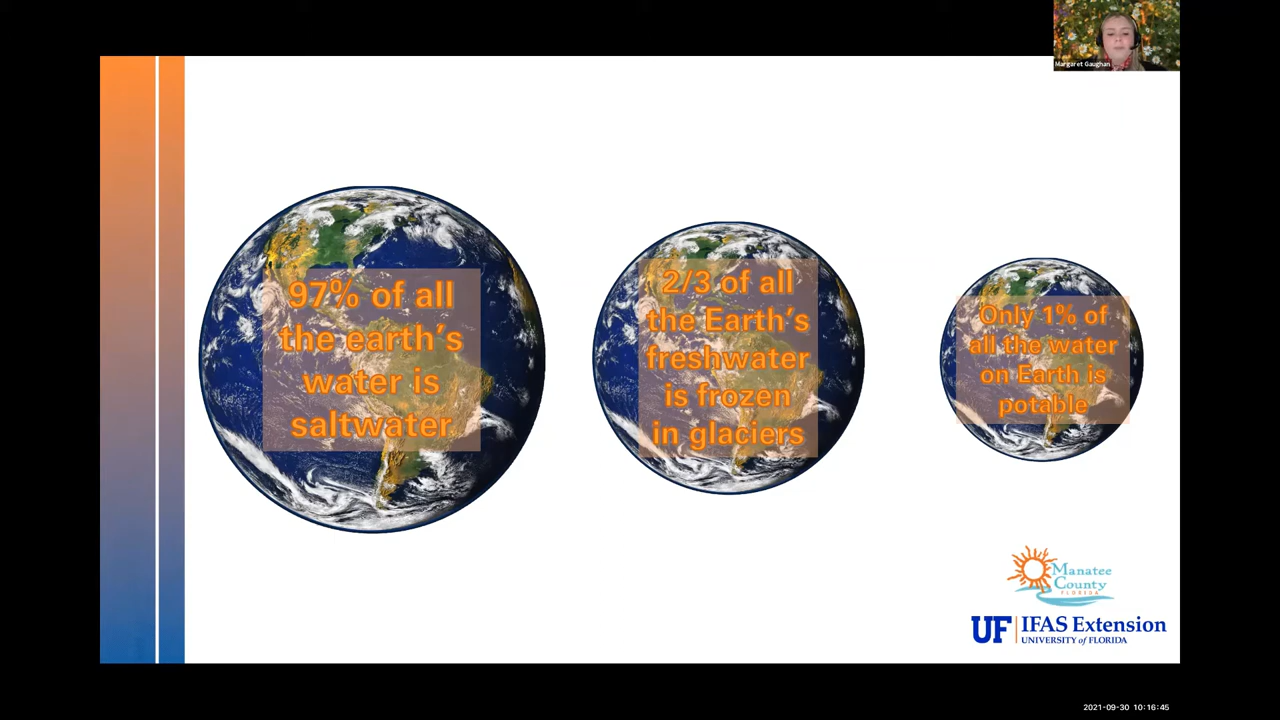 Margaret Gaughan
97% of all
the earth's
water is
saltwater
2/3 of all
the Earth's
freshwater
is frozen
in glaciers
Only 1% of
all the water
on Earth is
potable
Manatee
County
FLORIDA
UF IFAS Extension
UNIVERSITY of FLORIDA
2021-09-30 10:16:45